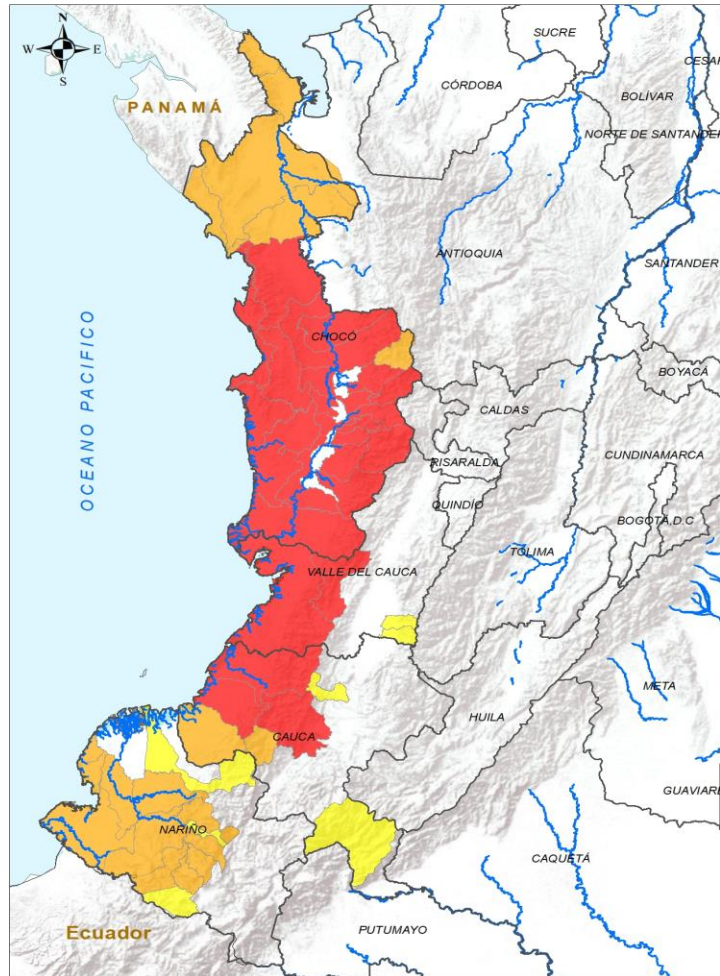 N
W E
S
SUCRE
CESAR
CÓRDOBA
BOLÍVAR
PANAMÁ
NORTE DE SANTANDER
ANTIOQUIA
SANTANDER
CHOCÓ
BOYACÁ
CALDAS
OCEANO PACIFICO
CUNDINAMARCA
RISARALDA
QUINDÍO
BOGOTÁ, D.C
TOLIMA
VALLE DEL CAUCA
META
HUILA
CAUCA
GUAVIARE
NARIÑO
CAQUETÁ
Ecuador
PUTUMAYO